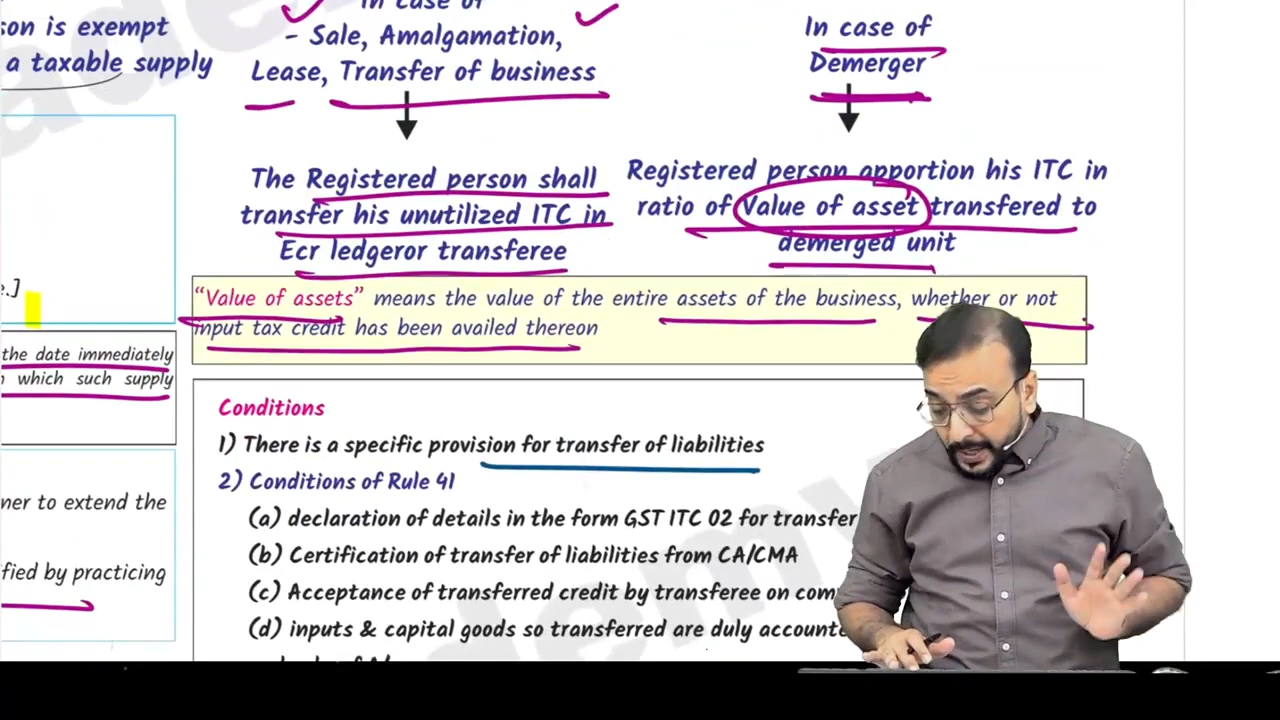 son is exempt
a taxable supply
In case of
- Sale, Amalgamation,
Lease, Transfer of business
In case of
Demerger
The Registered person shall
transfer his unutilized ITC in
Ecr ledgeror transferee
Registered person apportion his ITC in
ratio of Value of asset transfered to
demerged unit
e.]
"Value of assets" means the value of the entire assets of the business, whether or not
input tax credit has been availed thereon
the date immediately
which such supply
Conditions
1) There is a specific provision for transfer of liabilities
2) Conditions of Rule 41
(a) declaration of details in the form GST ITC 02 for transfer
(b) Certification of transfer of liabilities from CA/CMA
(c) Acceptance of transferred credit by transferee on com
(d) inputs & capital goods so transferred are duly accounte
ner to extend the
fied by practicing